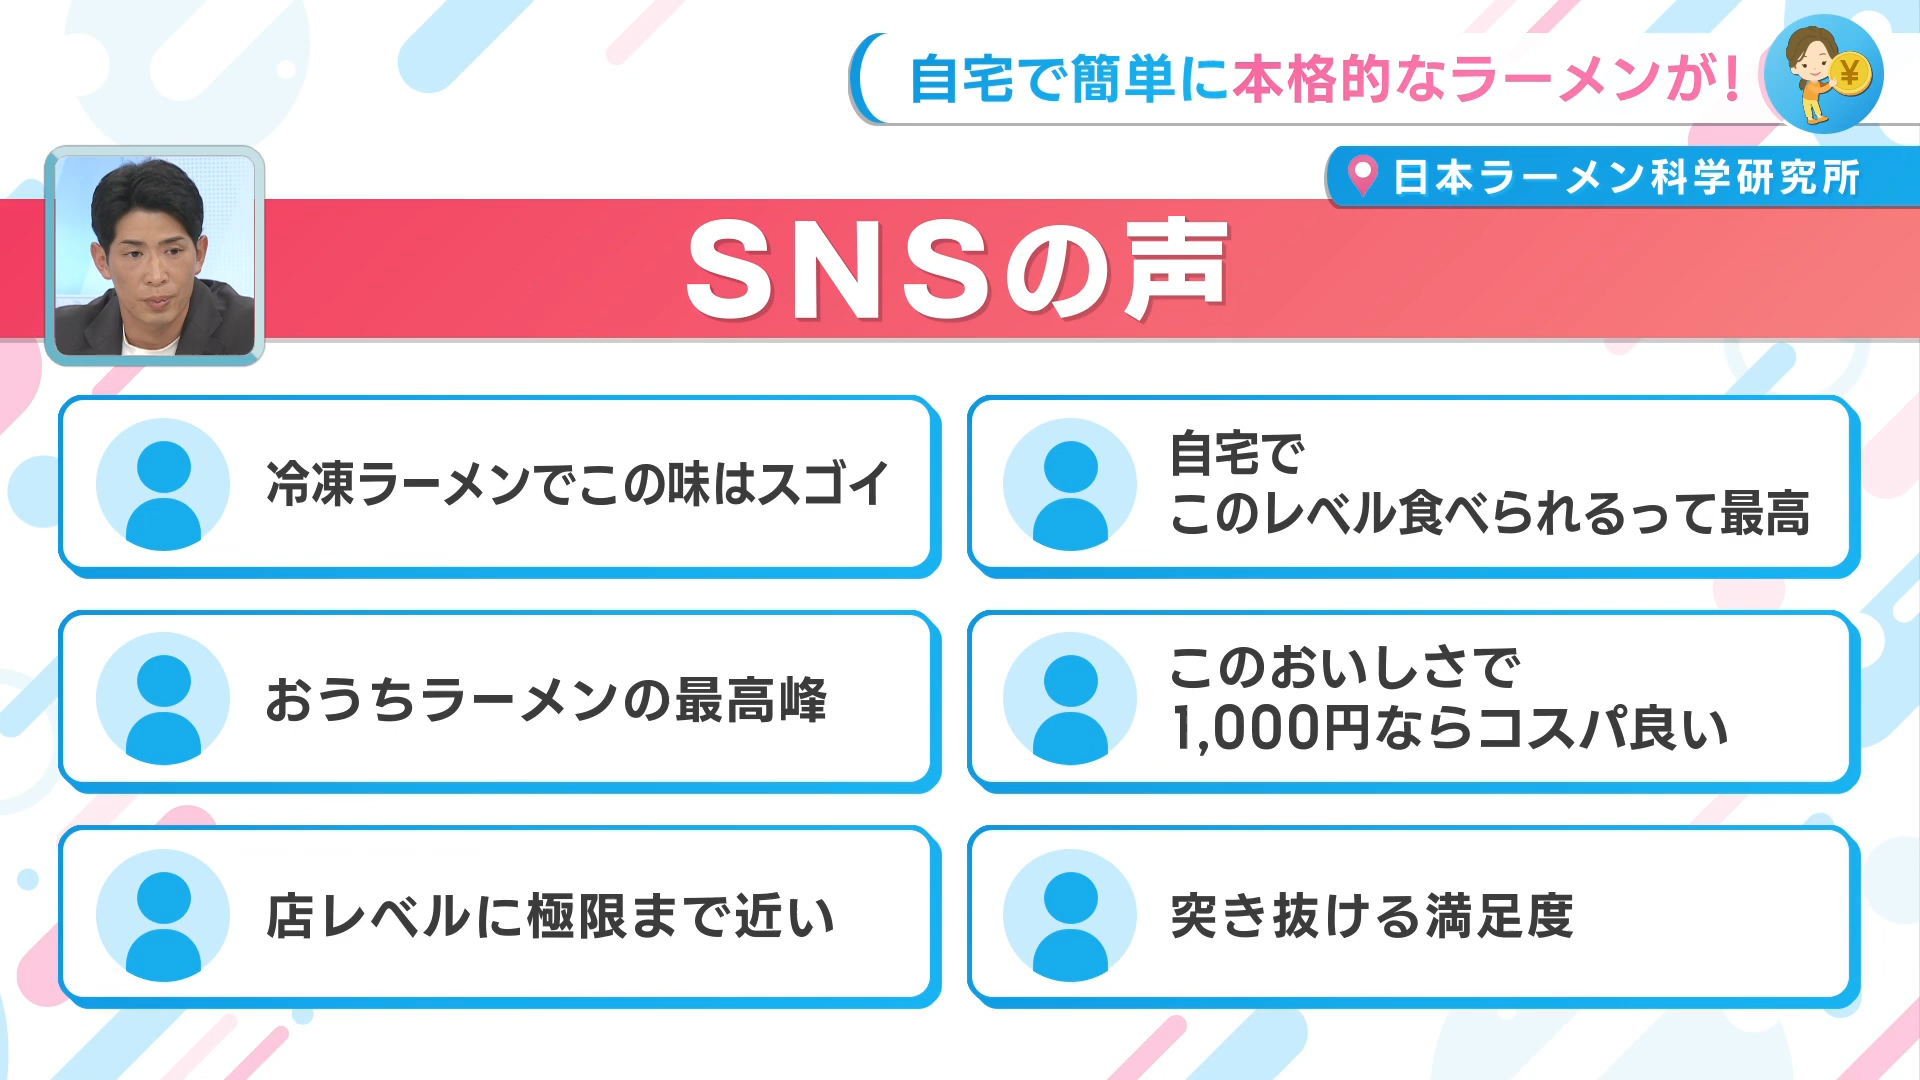 自宅で簡単に本格的なラーメンが!
¥
日本ラーメン科学研究所
SNSの声
冷凍ラーメンでこの味はスゴイ
自宅で
このレベル食べられるって最高
おうちラーメンの最高峰
このおいしさで
1,000円ならコスパ良い
店レベルに極限まで近い
突き抜ける満足度